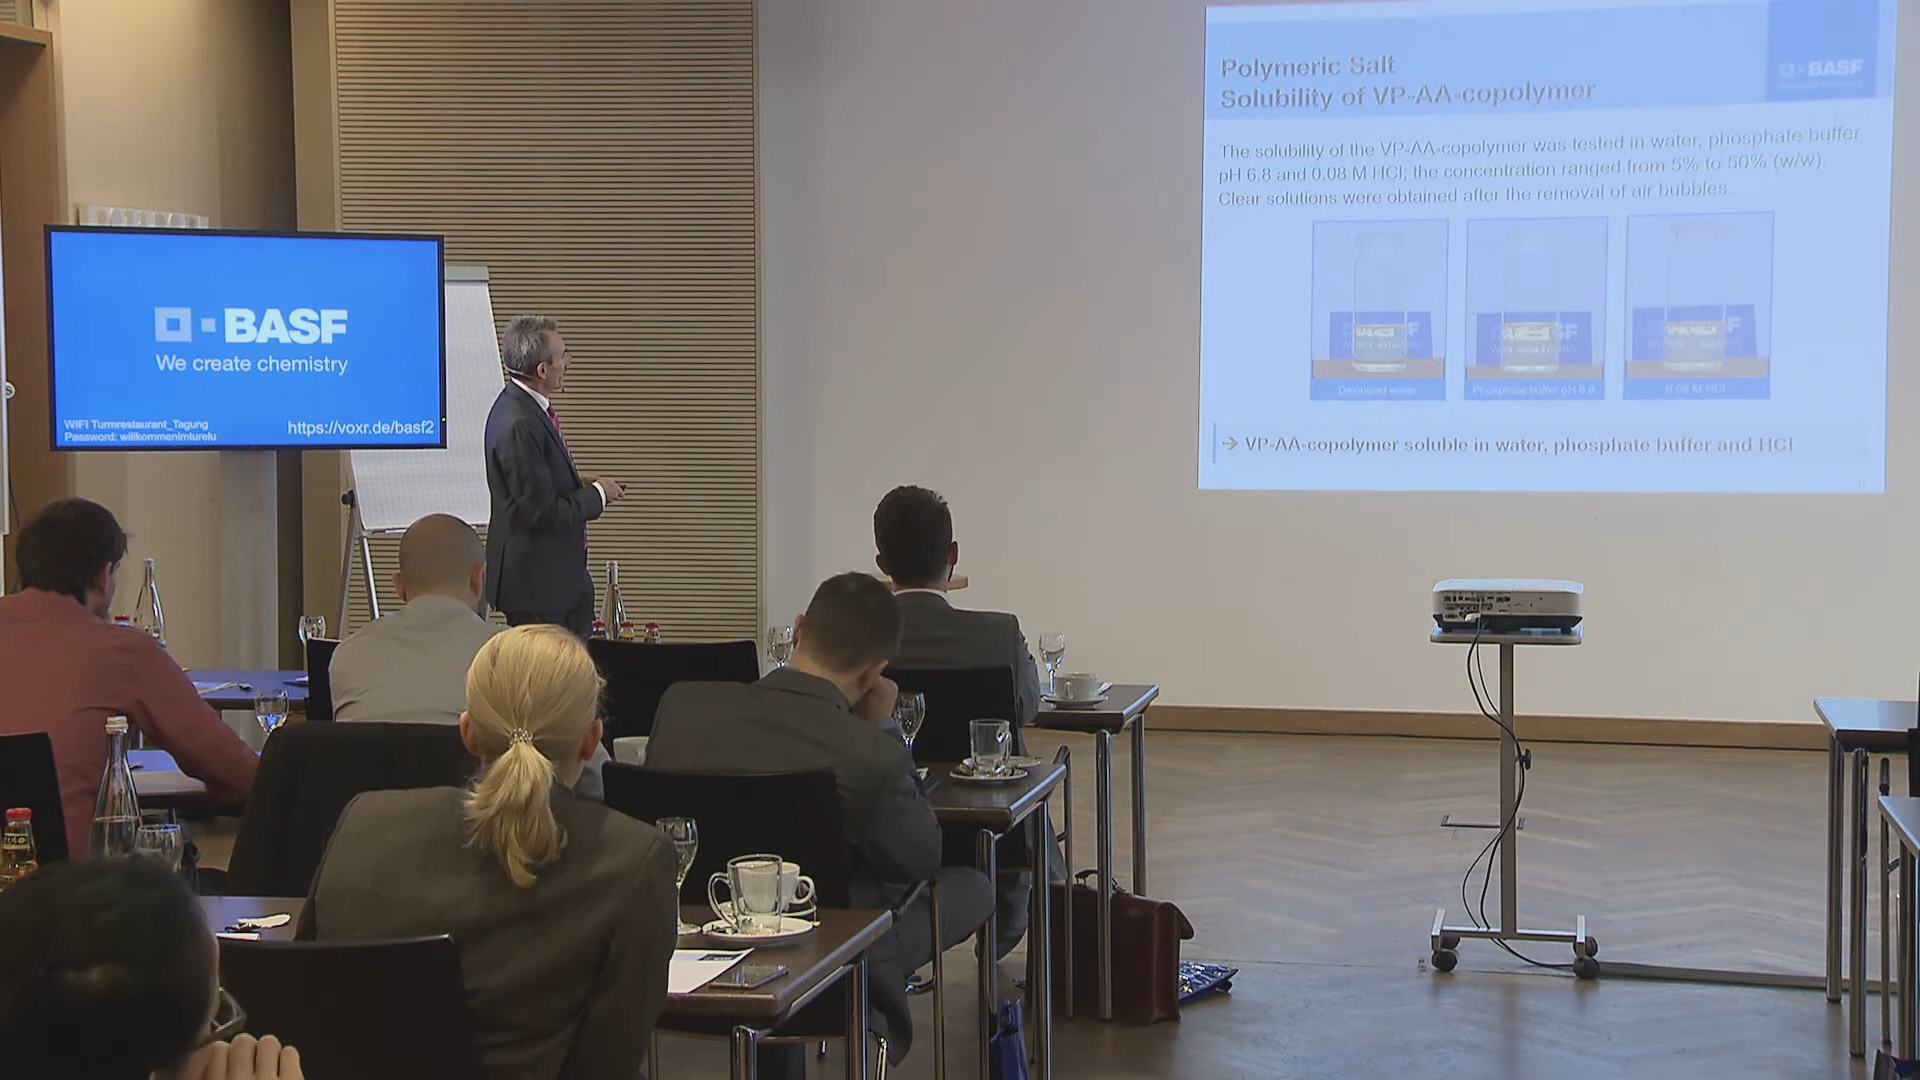 BASF
We create chemistry
WIFI Turmrestaurant_Tagung
Password: willkommenimturelu
https://voxr.de/basf2
Polymeric Salt
Solubility of VP-AA-copolymer
BASF
The solubility of the VP-AA-copolymer was tested in water, phosphate buffer
pH 6.8 and 0.08 M HCl; the concentration ranged from 5% to 50% (w/w).
Clear solutions were obtained after the removal of air bubbles.
Deionized water
Phosphate buffer pH 6.8
0.08 M HCl
→ VP-AA-copolymer soluble in water, phosphate buffer and HCl